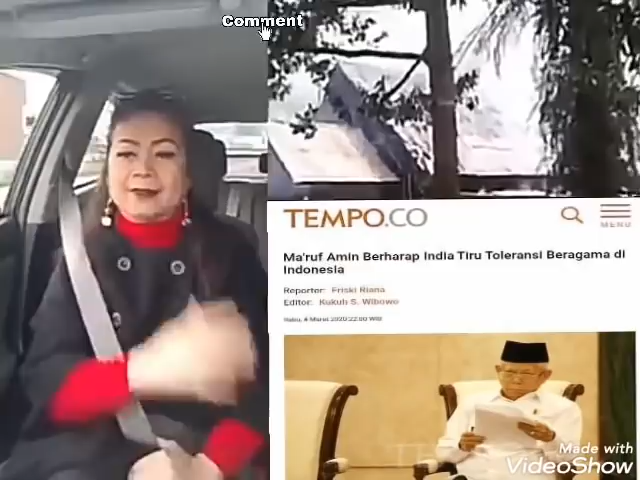 Comment
TEMPO.CO
MENU
Ma'ruf Amin Berharap India Tiru Toleransi Beragama di
Indonesia
Reporter: Friski Riana
Editor: Kukuh S. Wibowo
Rabu, 4 Maret 2020 22:00 WIB
Made with
VideoShow